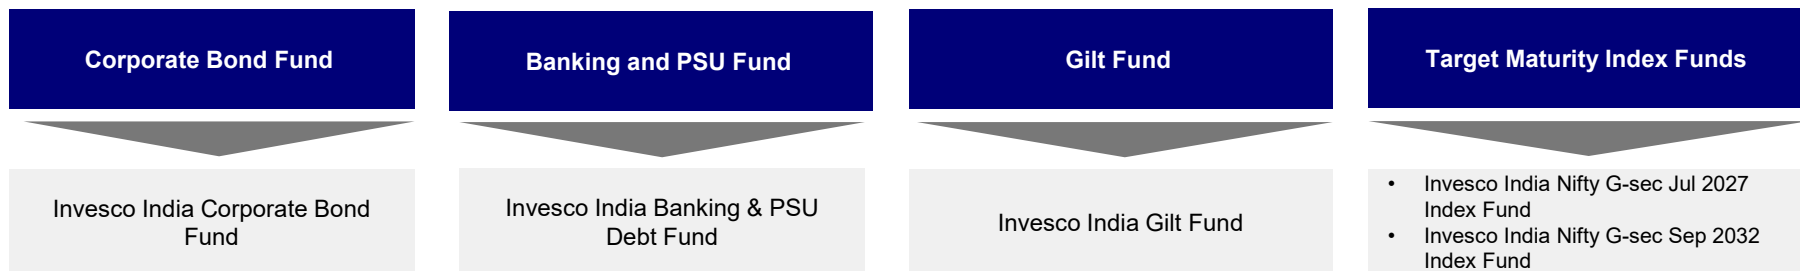 Corporate Bond Fund
Banking and PSU Fund
Gilt Fund
Target Maturity Index Funds
Invesco India Corporate Bond
Fund
Invesco India Banking & PSU
Debt Fund
Invesco India Gilt Fund
• Invesco India Nifty G-sec Jul 2027
Index Fund
• Invesco India Nifty G-sec Sep 2032
Index Fund